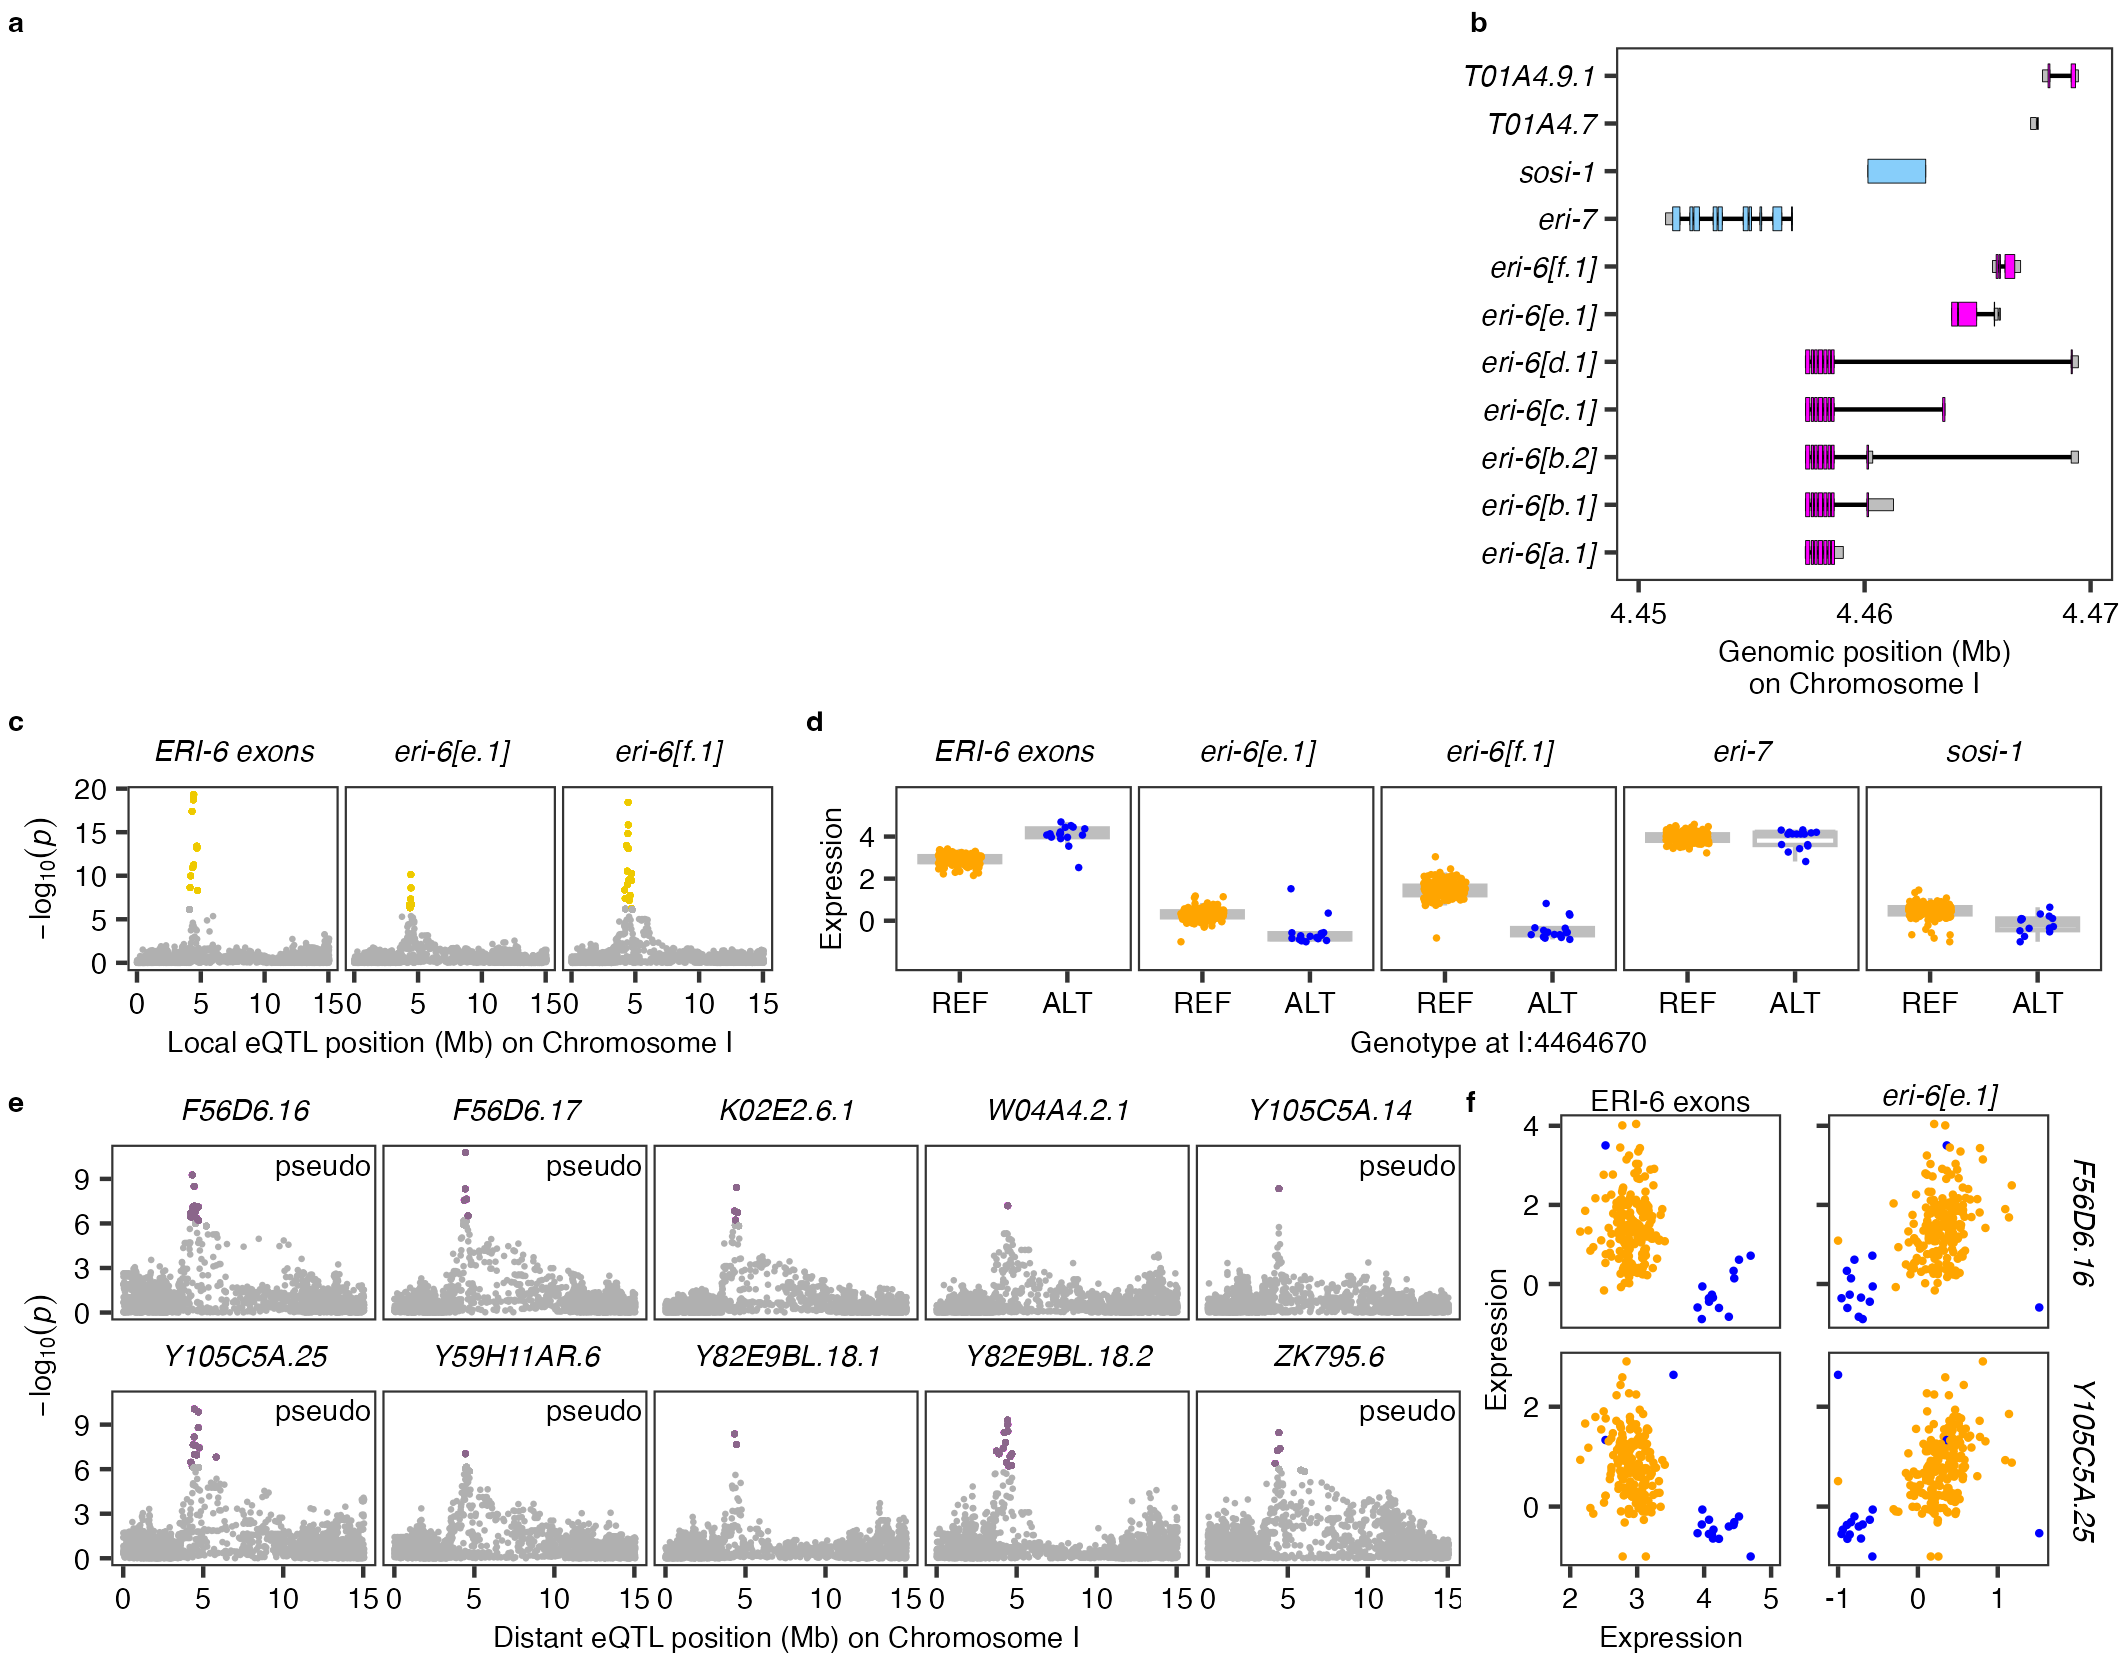 a
b
T01A4.9.1
T01A4.7
sosi-1
eri-7
eri-6[f.1]
eri-6[e.1]
eri-6[d.1]
eri-6[c.1]
eri-6[b.2]
eri-6[b.1]
eri-6[a.1]
4.45 4.46 4.47
Genomic position (Mb)
on Chromosome I
c
ERI-6 exons eri-6[e.1] eri-6[f.1]
−log10(p)
20
15
10
5
0
0 5 10 15 0 5 10 15 0 5 10 15
Local eQTL position (Mb) on Chromosome I
d
ERI-6 exons eri-6[e.1] eri-6[f.1] eri-7 sosi-1
Expression
4
2
0
REF ALT REF ALT REF ALT REF ALT REF ALT
Genotype at I:4464670
e
F56D6.16 F56D6.17 K02E2.6.1 W04A4.2.1 Y105C5A.14
pseudo pseudo pseudo
9
6
3
0
−log10(p)
Y105C5A.25 Y59H11AR.6 Y82E9BL.18.1 Y82E9BL.18.2 ZK795.6
pseudo pseudo pseudo
9
6
3
0
0 5 10 15 0 5 10 15 0 5 10 15 0 5 10 15 0 5 10 15
Distant eQTL position (Mb) on Chromosome I
f
ERI-6 exons eri-6[e.1]
4
2
0
F56D6.16
Expression
2
0
Y105C5A.25
2 3 4 5 -1 0 1
Expression